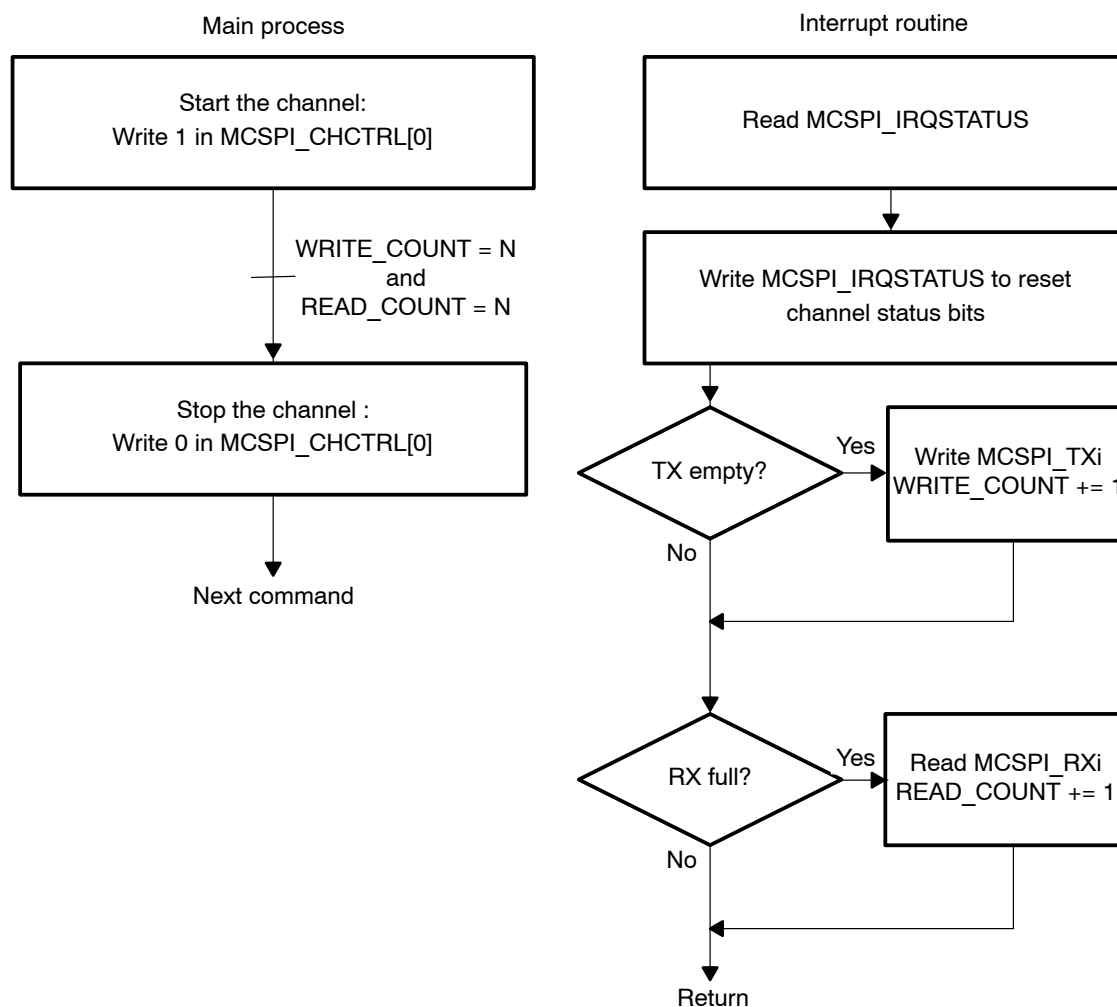 Main process
Start the channel:
Write 1 in MCSPI_CHCTRL[0]
WRITE_COUNT = N
and
READ_COUNT = N
Stop the channel :
Write 0 in MCSPI_CHCTRL[0]
Next command
Interrupt routine
Read MCSPI_IRQSTATUS
Write MCSPI_IRQSTATUS to reset
channel status bits
TX empty?
Yes
Write MCSPI_TXi
WRITE_COUNT += 1
No
RX full?
Yes
Read MCSPI_RXi
READ_COUNT += 1
No
Return